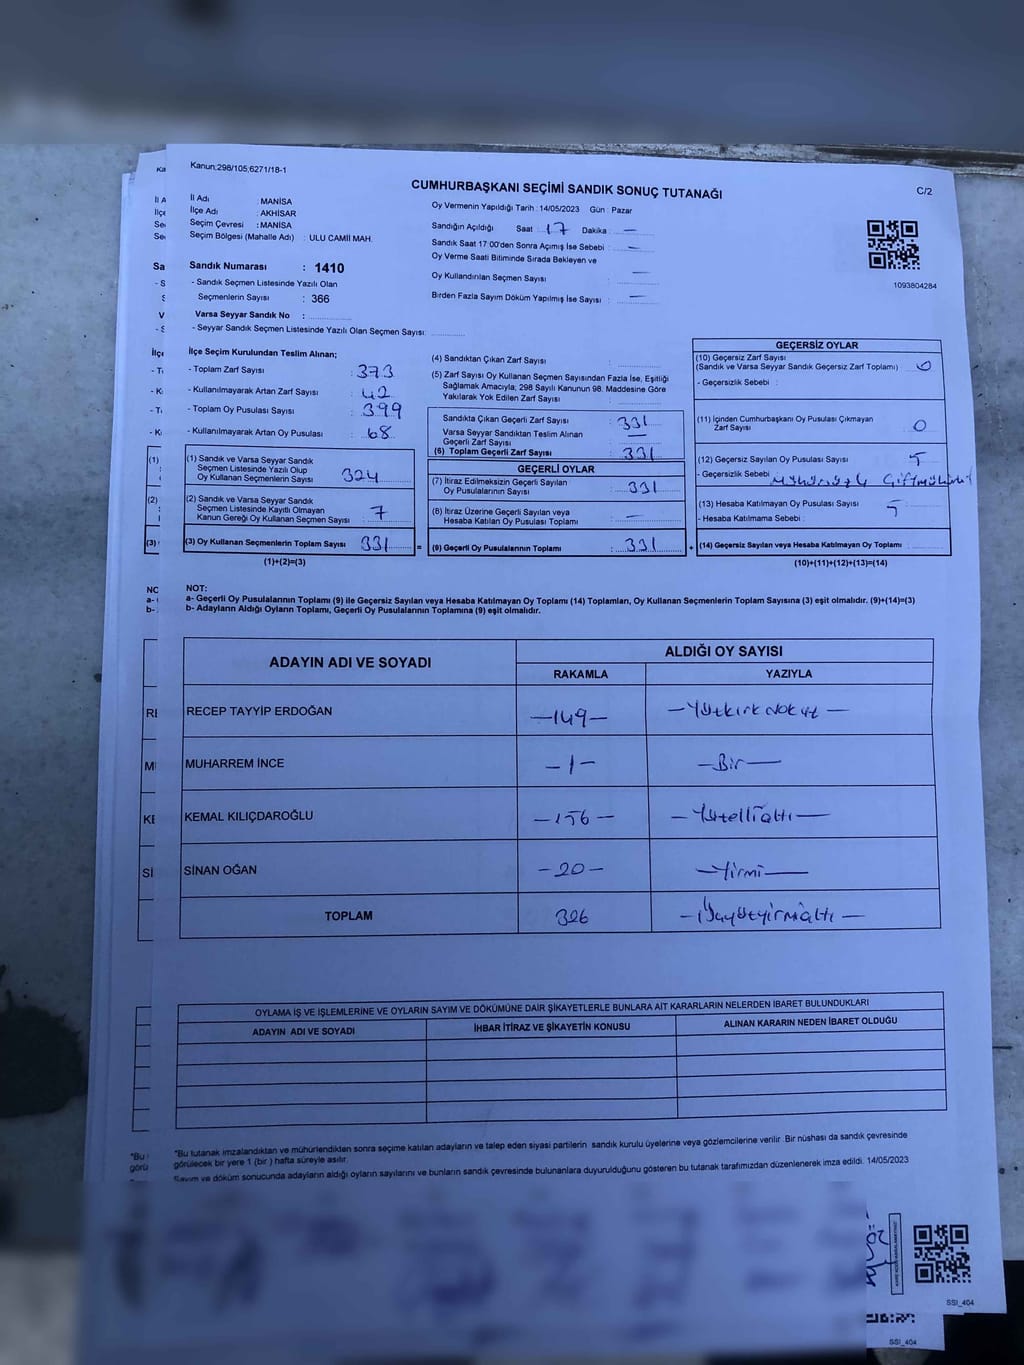 Kanun;298/105;6271/18-1
CUMHURBAŞKANI SEÇİMİ SANDIK SONUÇ TUTANAĞI
C/2
İl Adı : MANİSA
İlçe Adı : AKHİSAR
Seçim Çevresi : MANİSA
Seçim Bölgesi (Mahalle Adı) : ULU CAMİİ MAH.
Oy Vermenin Yapıldığı Tarih : 14/05/2023 Gün : Pazar
Sandığın Açıldığı Saat : 17 Dakika : —
Sandık Saat 17:00'den Sonra Açımış İse Sebebi : —
Oy Verme Saati Bitiminde Sırada Bekleyen ve
Oy Kullandırılan Seçmen Sayısı : —
Birden Fazla Sayım Döküm Yapılmış İse Sayısı : —
1093804284
Sandık Numarası : 1410
- Sandık Seçmen Listesinde Yazılı Olan
Seçmenlerin Sayısı : 366
Varsa Seyyar Sandık No :
- Seyyar Sandık Seçmen Listesinde Yazılı Olan Seçmen Sayısı:
İlçe Seçim Kurulundan Teslim Alınan;
- Toplam Zarf Sayısı : 373
- Kullanılmayarak Artan Zarf Sayısı : 42
- Toplam Oy Pusulası Sayısı : 399
- Kullanılmayarak Artan Oy Pusulası : 68
(1) Sandık ve Varsa Seyyar Sandık
Seçmen Listesinde Yazılı Olup
Oy Kullanan Seçmenlerin Sayısı 324
(2) Sandık ve Varsa Seyyar Sandık
Seçmen Listesinde Kayıtlı Olmayan
Kanun Gereği Oy Kullanan Seçmen Sayısı 7
(3) Oy Kullanan Seçmenlerin Toplam Sayısı 331
(1)+(2)=(3)
(4) Sandıktan Çıkan Zarf Sayısı :
(5) Zarf Sayısı Oy Kullanan Seçmen Sayısından Fazla İse, Eşitliği
Sağlamak Amacıyla; 298 Sayılı Kanunun 98. Maddesine Göre
Yakılarak Yok Edilen Zarf Sayısı :
Sandıkta Çıkan Geçerli Zarf Sayısı : 331
Varsa Seyyar Sandıktan Teslim Alınan
Geçerli Zarf Sayısı : —
(6) Toplam Geçerli Zarf Sayısı : 331
GEÇERLİ OYLAR
(7) İtiraz Edilmeksizin Geçerli Sayılan
Oy Pusulalarının Sayısı : 331
(8) İtiraz Üzerine Geçerli Sayılan veya
Hesaba Katılan Oy Pusulası Toplamı : —
= (9) Geçerli Oy Pusulalarının Toplamı : 331
GEÇERSİZ OYLAR
(10) Geçersiz Zarf Sayısı
(Sandık ve Varsa Seyyar Sandık Geçersiz Zarf Toplamı) : 0
- Geçersizlik Sebebi :
(11) İçinden Cumhurbaşkanı Oy Pusulası Çıkmayan
Zarf Sayısı : 0
(12) Geçersiz Sayılan Oy Pusulası Sayısı : 5
- Geçersizlik Sebebi :
(13) Hesaba Katılmayan Oy Pusulası Sayısı : 5
- Hesaba Katılmama Sebebi :
+ (14) Geçersiz Sayılan veya Hesaba Katılmayan Oy Toplamı :
(10)+(11)+(12)+(13)=(14)
NOT:
a- Geçerli Oy Pusulalarının Toplamı (9) ile Geçersiz Sayılan veya Hesaba Katılmayan Oy Toplamı (14) Toplamları, Oy Kullanan Seçmenlerin Toplam Sayısına (3) eşit olmalıdır. (9)+(14)=(3)
b- Adayların Aldığı Oyların Toplamı, Geçerli Oy Pusulalarının Toplamına (9) eşit olmalıdır.
ADAYIN ADI VE SOYADI ALDIĞI OY SAYISI
RAKAMLA YAZIYLA
RECEP TAYYİP ERDOĞAN —149— —Yüzkırkdokuz—
MUHARREM İNCE —1— —Bir—
KEMAL KILIÇDAROĞLU —156— —Yüzelliialtı—
SİNAN OĞAN —20— —Yirmi—
TOPLAM 326 —Üçyüzyirmialtı—
OYLAMA İŞ VE İŞLEMLERİNE VE OYLARIN SAYIM VE DÖKÜMÜNE DAİR ŞİKAYETLERLE BUNLARA AİT KARARLARIN NELERDEN İBARET BULUNDUKLARI
ADAYIN ADI VE SOYADI İHBAR İTİRAZ VE ŞİKAYETİN KONUSU ALINAN KARARIN NEDEN İBARET OLDUĞU
*Bu tutanak imzalandıktan ve mühürlendikten sonra seçime katılan adayların ve talep eden siyasi partilerin sandık kurulu üyelerine veya gözlemcilerine verilir. Bir nüshası da sandık çevresinde
görülecek bir yere 1 (bir) hafta süreyle asılır.
Sayım ve döküm sonucunda adayların aldığı oyların sayılarını ve bunların sandık çevresinde bulunanlara duyurulduğunu gösteren bu tutanak tarafımızdan düzenlenerek imza edildi. 14/05/2023
SSI_404
SSI_404